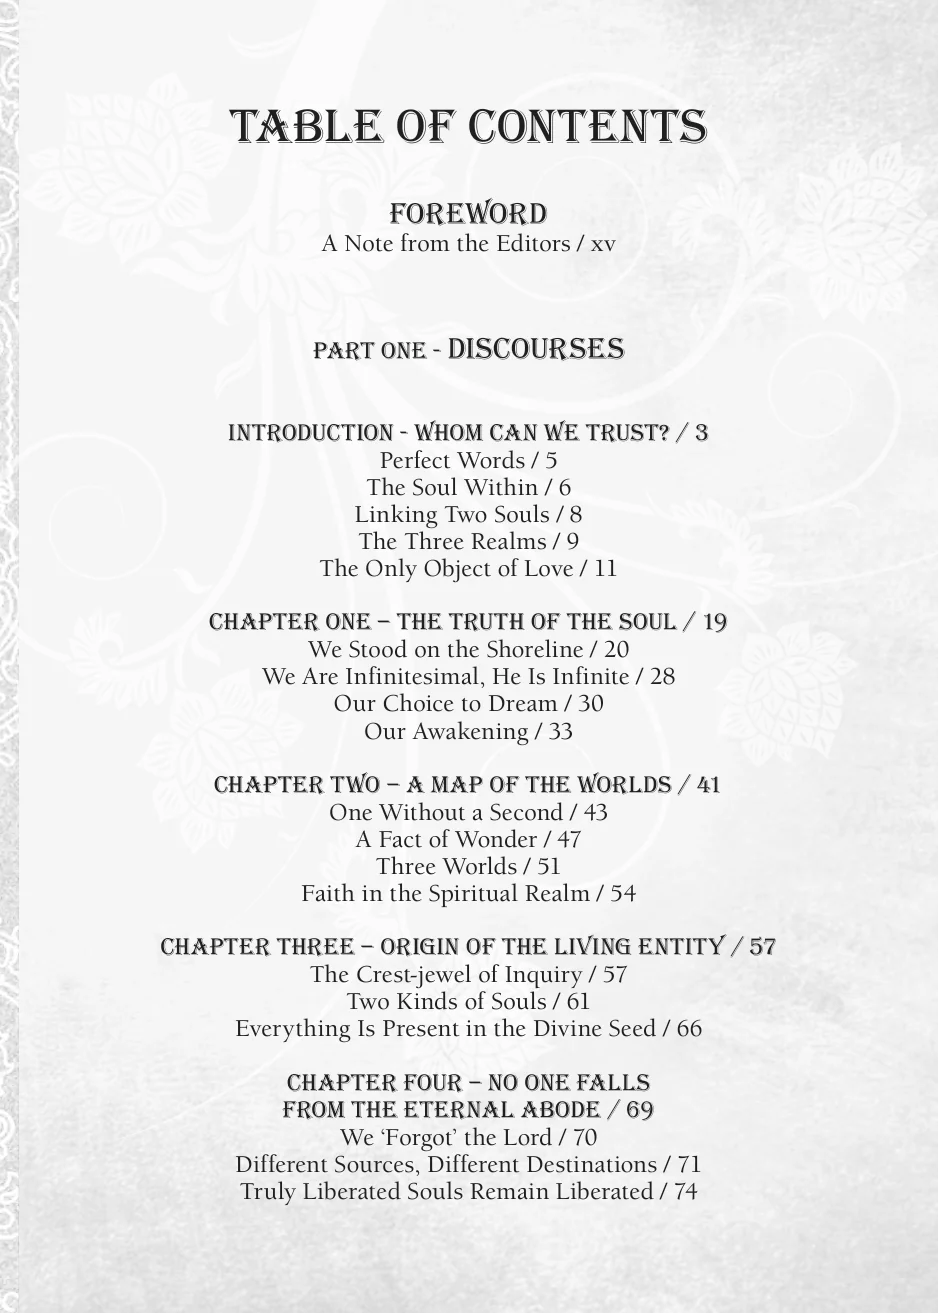 TABLE OF CONTENTS
FOREWORD
A Note from the Editors / xv
PART ONE - DISCOURSES
INTRODUCTION - WHOM CAN WE TRUST? / 3
Perfect Words / 5
The Soul Within / 6
Linking Two Souls / 8
The Three Realms / 9
The Only Object of Love / 11
CHAPTER ONE – THE TRUTH OF THE SOUL / 19
We Stood on the Shoreline / 20
We Are Infinitesimal, He Is Infinite / 28
Our Choice to Dream / 30
Our Awakening / 33
CHAPTER TWO – A MAP OF THE WORLDS / 41
One Without a Second / 43
A Fact of Wonder / 47
Three Worlds / 51
Faith in the Spiritual Realm / 54
CHAPTER THREE – ORIGIN OF THE LIVING ENTITY / 57
The Crest-jewel of Inquiry / 57
Two Kinds of Souls / 61
Everything Is Present in the Divine Seed / 66
CHAPTER FOUR – NO ONE FALLS
FROM THE ETERNAL ABODE / 69
We ‘Forgot’ the Lord / 70
Different Sources, Different Destinations / 71
Truly Liberated Souls Remain Liberated / 74